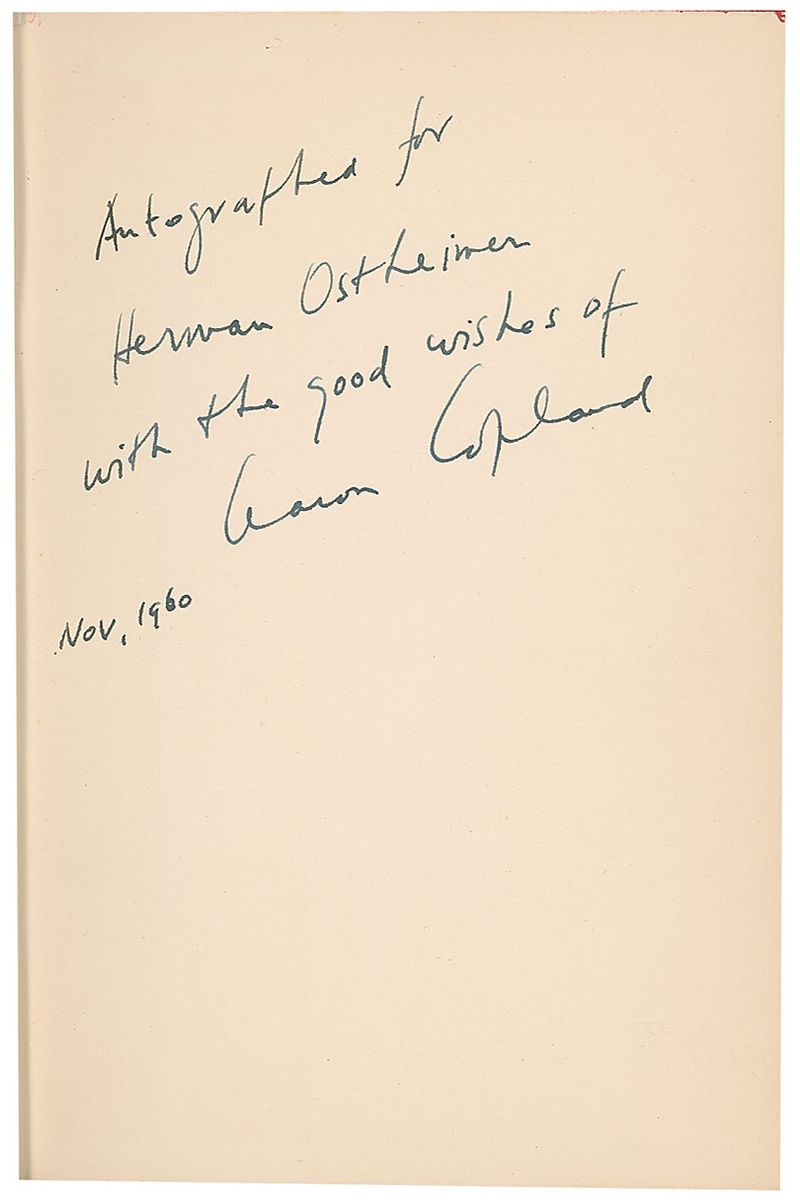 Autographed for
Herman Ostheimer
with the good wishes of
Aaron Copland
Nov, 1960